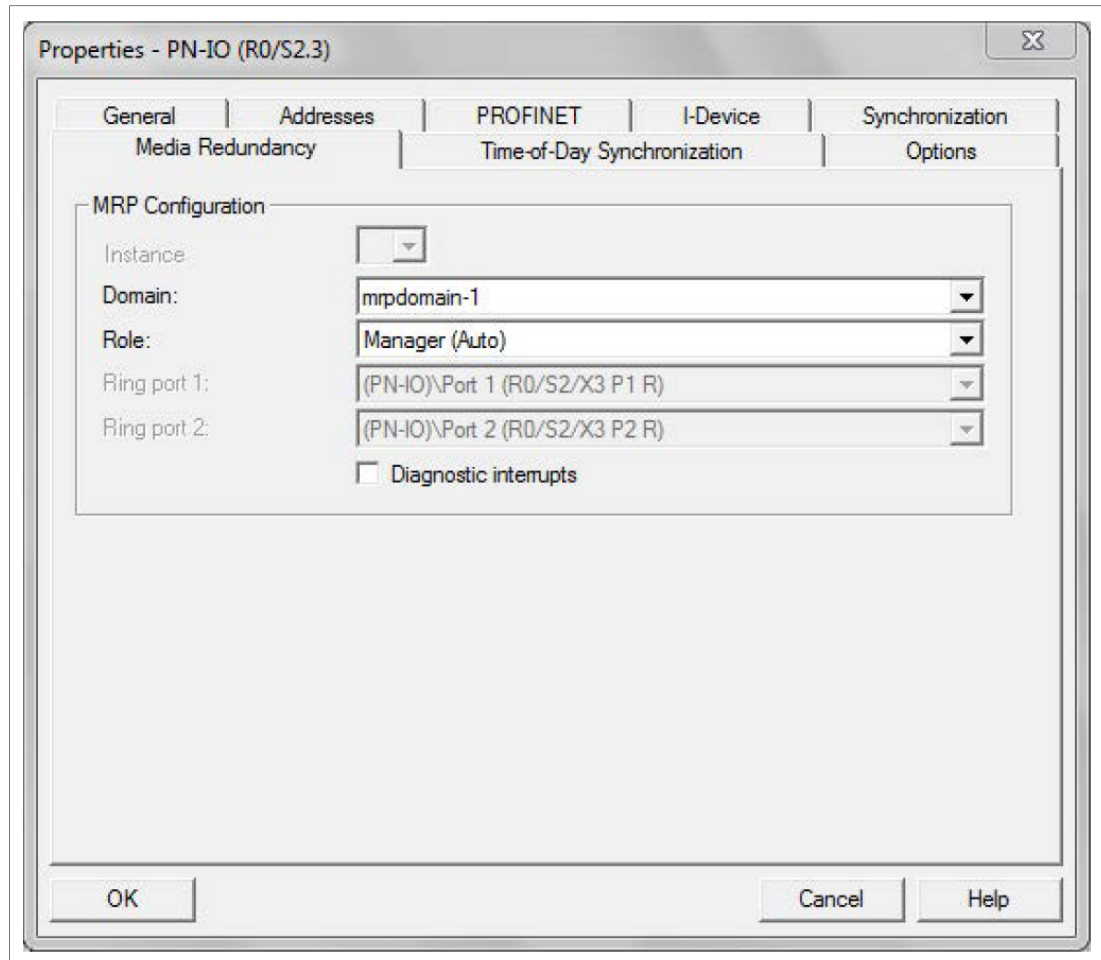 Properties - PN-IO (R0/S2.3)
General Addresses PROFINET I-Device Synchronization
Media Redundancy Time-of-Day Synchronization Options
MRP Configuration
Instance
Domain: mrpdomain-1
Role: Manager (Auto)
Ring port 1: (PN-IO)\Port 1 (R0/S2/X3 P1 R)
Ring port 2: (PN-IO)\Port 2 (R0/S2/X3 P2 R)
Diagnostic interrupts
OK Cancel Help